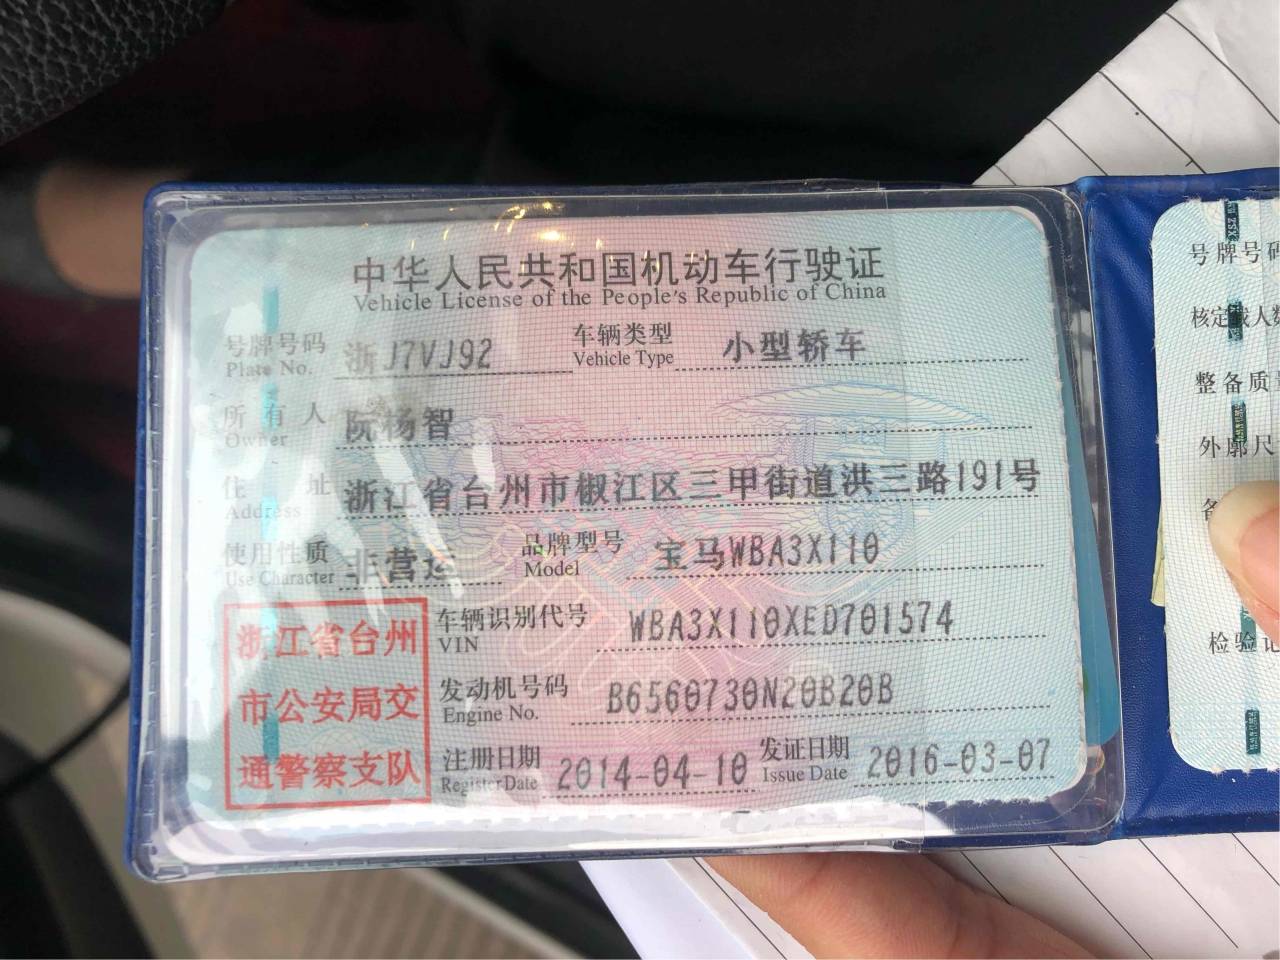 中华人民共和国机动车行驶证
Vehicle License of the People's Republic of China
号牌号码 浙J7VJ92 车辆类型 小型轿车
Plate No. Vehicle Type
所有人 阮杨智
Owner
住址 浙江省台州市椒江区三甲街道洪三路191号
Address
使用性质 非营运 品牌型号 宝马WBA3X110
Use Character Model
浙江省台州
市公安局交
通警察支队
车辆识别代号 WBA3X110XED701574
VIN
发动机号码 B6560730N20B20B
Engine No.
注册日期 2014-04-10 发证日期 2016-03-07
Register Date Issue Date
号牌号码
核定载人数
整备质
外廓尺
检验记